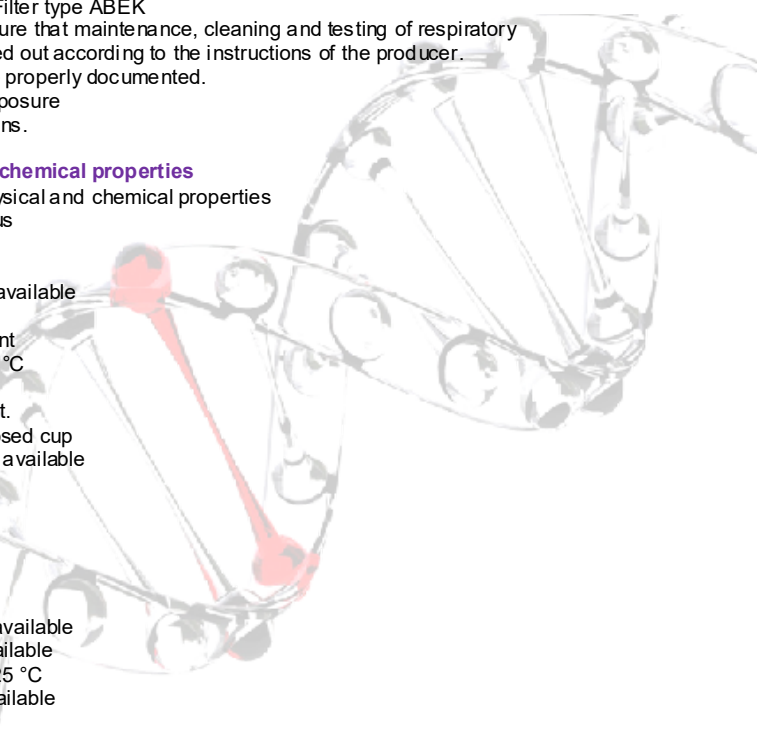 Filter type ABEK
ure that maintenance, cleaning and testing of respiratory
ed out according to the instructions of the producer.
properly documented.
posure
ns.
chemical properties
ysical and chemical properties
us
available
nt
°C
t.
osed cup
available
available
ailable
25 °C
ailable